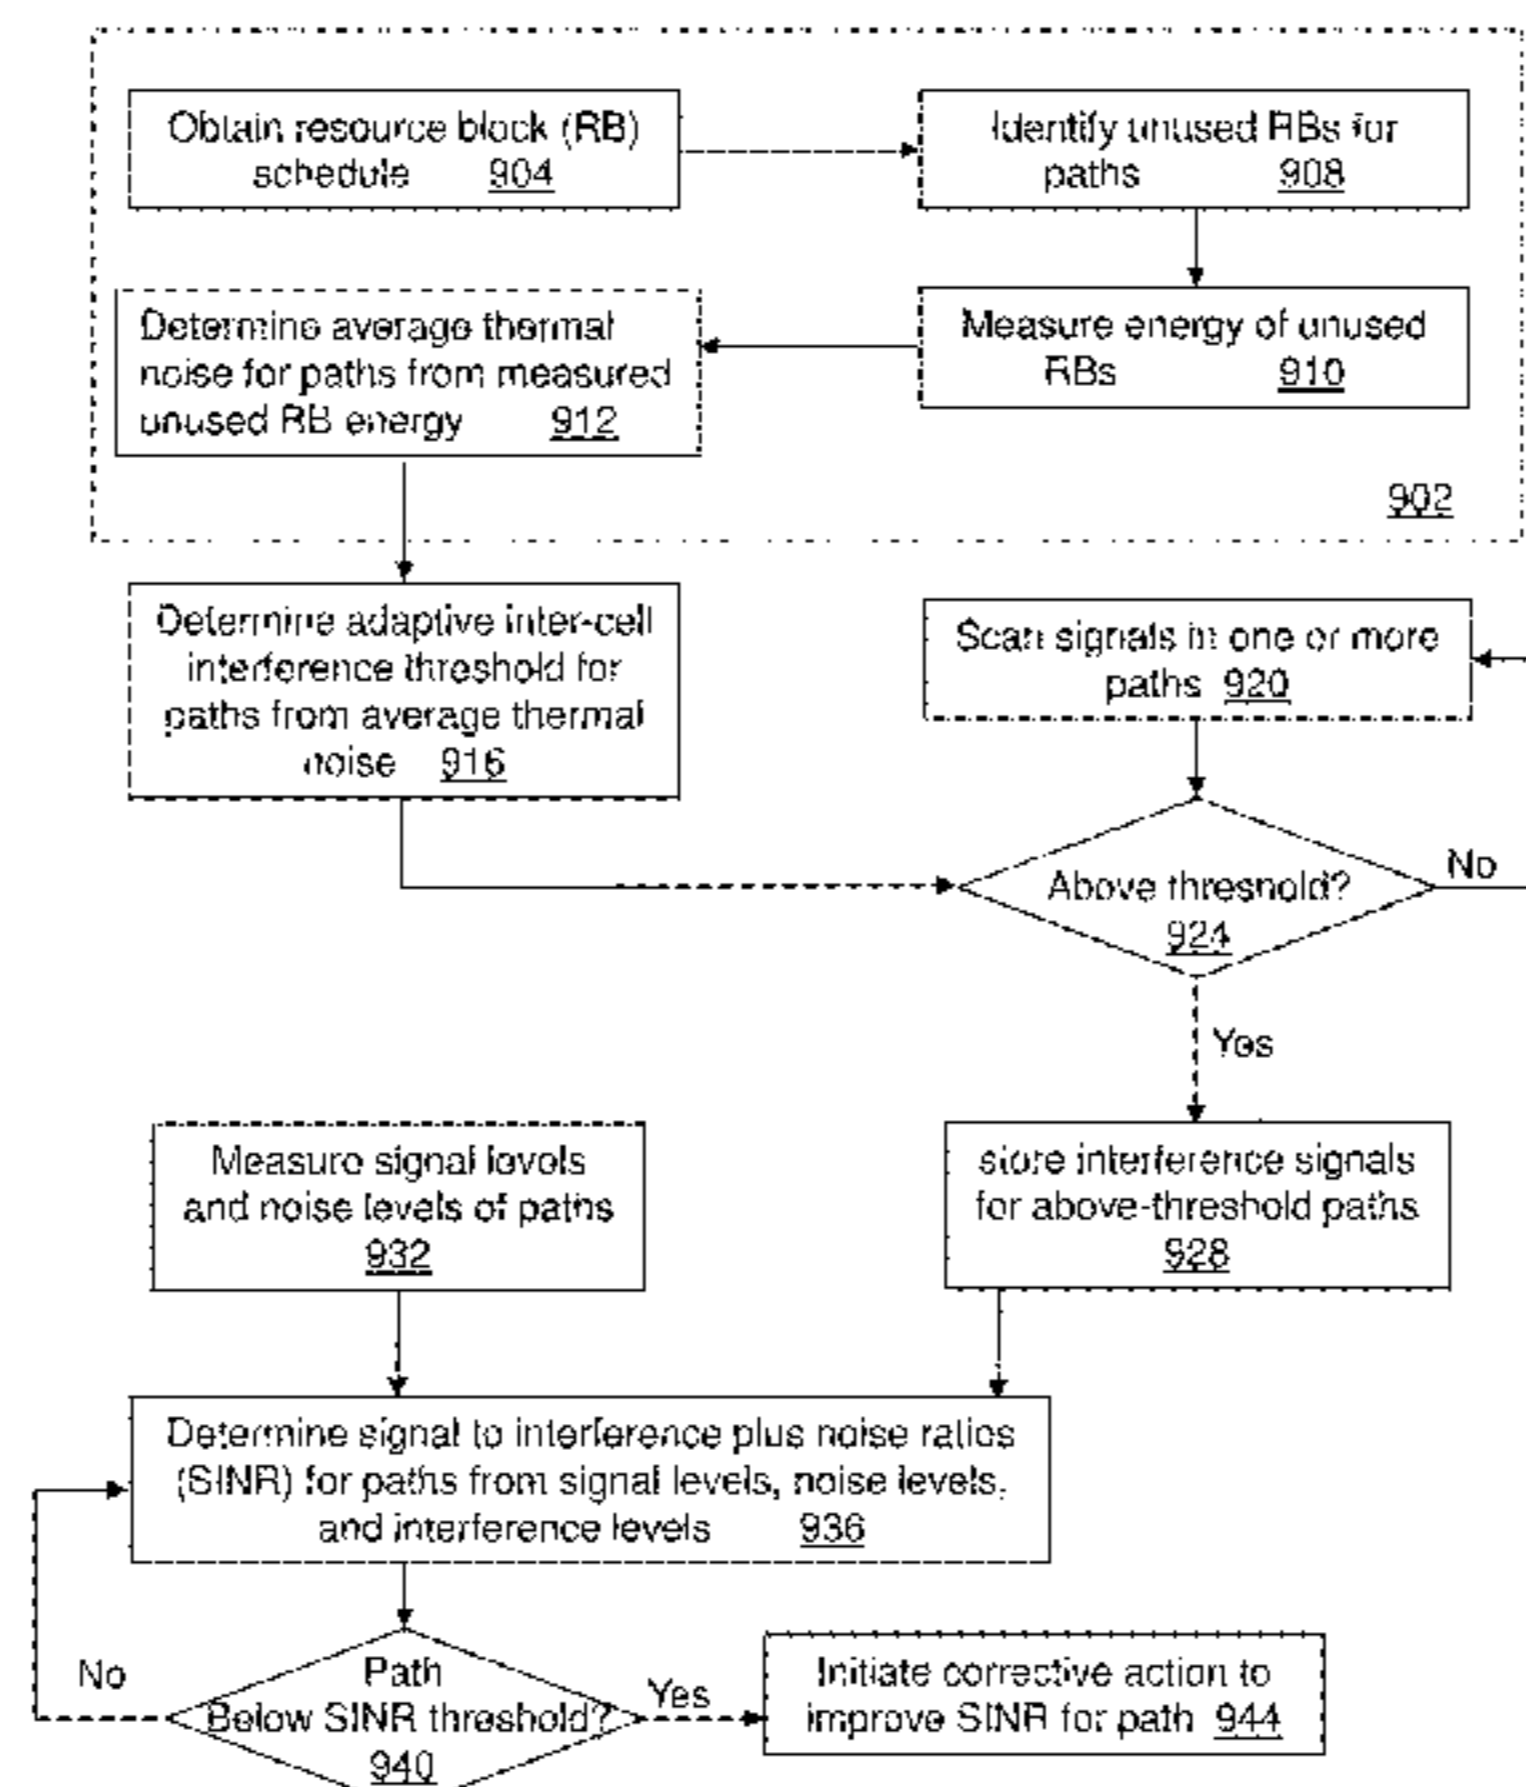 Obtain resource block (RB)
schedule 904
Identify unused RBs for
paths 908
Determine average thermal
noise for paths from measured
unused RB energy 912
Measure energy of unused
RBs 910
902
Determine adaptive inter-cell
interference threshold for
paths from average thermal
noise 916
Scan signals in one or more
paths 920
Above threshold?
924
No
Yes
Measure signal levels
and noise levels of paths
932
store interference signals
for above-threshold paths
928
Determine signal to interference plus noise ratios
(SINR) for paths from signal levels, noise levels,
and interference levels 936
No
Path
Below SINR threshold?
940
Yes
Initiate corrective action to
improve SINR for path 944